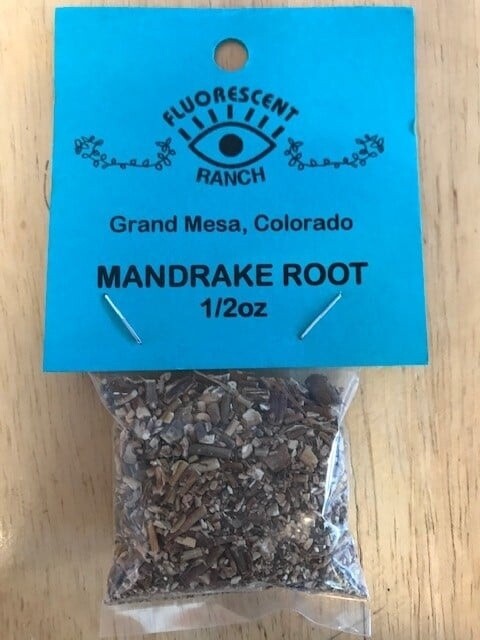 FLUORESCENT
RANCH
Grand Mesa, Colorado
MANDRAKE ROOT
1/2oz